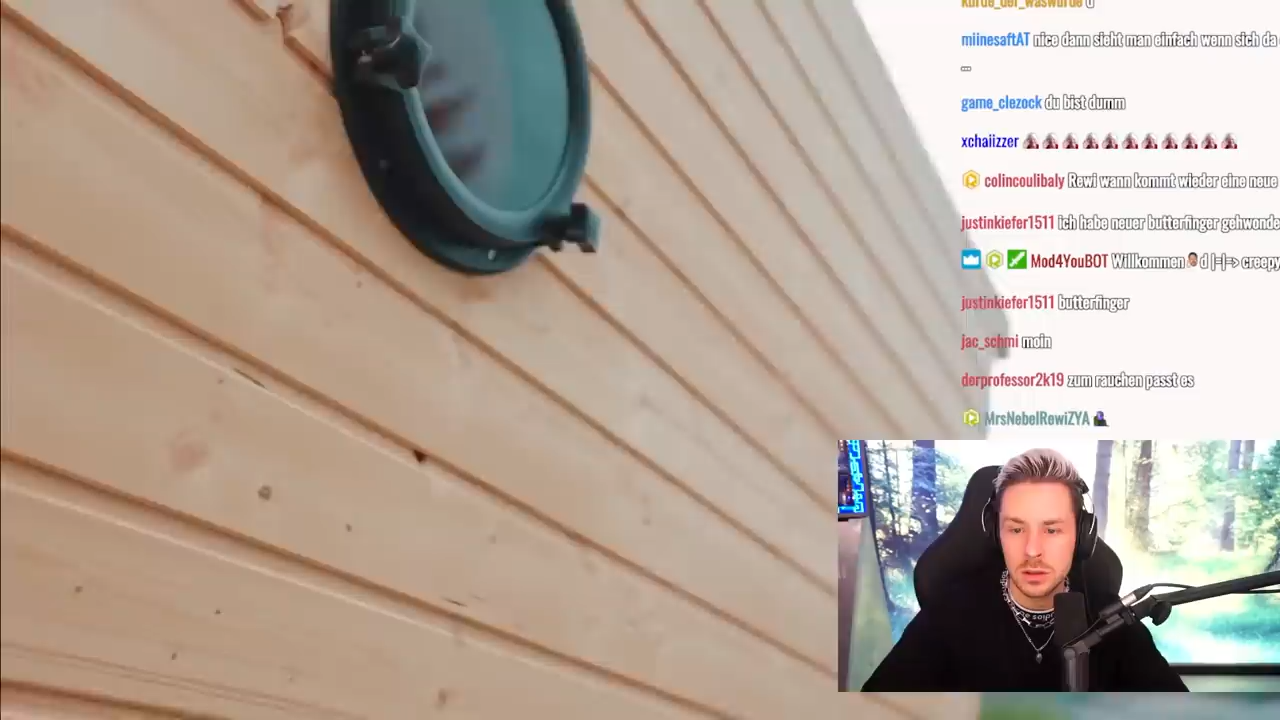 kurde_der_waswurde d
miinesaftAT nice dann sieht man einfach wenn sich da
...
game_clezock du bist dumm
xchaiizzer
colincoulibaly Rewi wann kommt wieder eine neue
justinkiefer1511 ich habe neuer butterfinger gehwonde
Mod4YouBOT Willkommen d |=|=> creepy
justinkiefer1511 butterfinger
jac_schmi moin
derprofessor2k19 zum rauchen passt es
MrsNebelRewiZYA